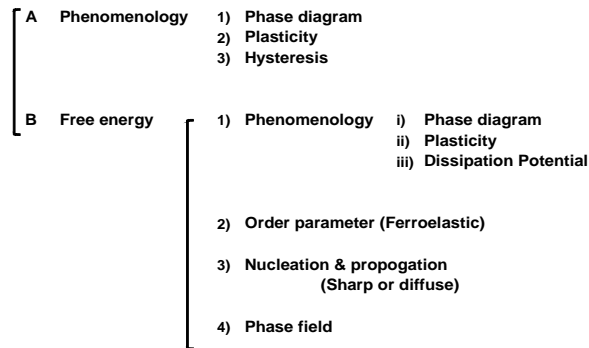 A Phenomenology 1) Phase diagram
2) Plasticity
3) Hysteresis
B Free energy 1) Phenomenology i) Phase diagram
ii) Plasticity
iii) Dissipation Potential
2) Order parameter (Ferroelastic)
3) Nucleation & propogation
(Sharp or diffuse)
4) Phase field